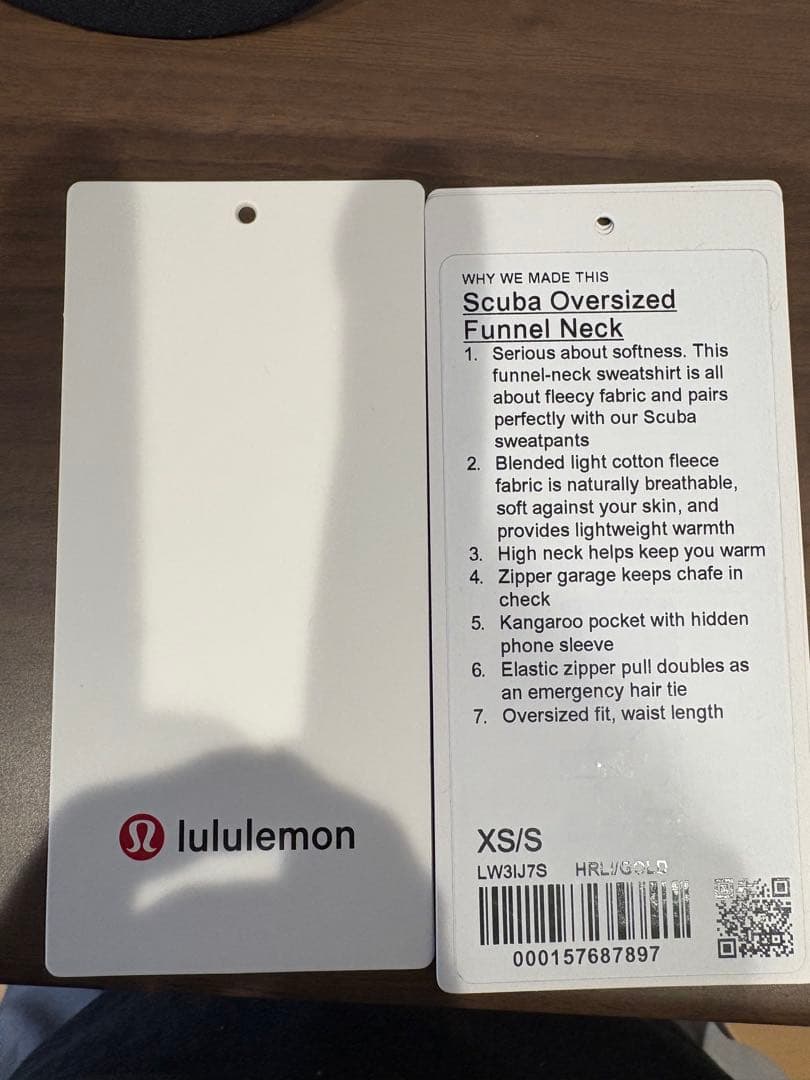 lululemon
WHY WE MADE THIS
Scuba Oversized
Funnel Neck
1. Serious about softness. This
funnel-neck sweatshirt is all
about fleecy fabric and pairs
perfectly with our Scuba
sweatpants
2. Blended light cotton fleece
fabric is naturally breathable,
soft against your skin, and
provides lightweight warmth
3. High neck helps keep you warm
4. Zipper garage keeps chafe in
check
5. Kangaroo pocket with hidden
phone sleeve
6. Elastic zipper pull doubles as
an emergency hair tie
7. Oversized fit, waist length
XS/S
LW3IJ7S
000157687897